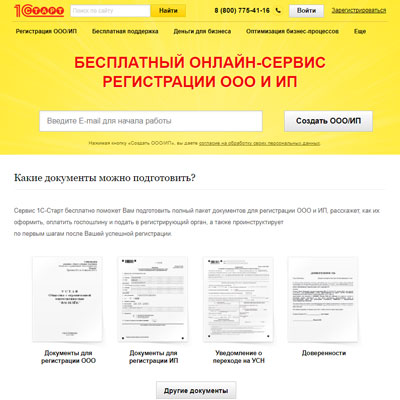 1С СТАРТ
Поиск по сайту
Найти
8 (800) 775-41-16
Войти
Зарегистрироваться
Регистрация ООО/ИП
Бесплатная поддержка
Деньги для бизнеса
Оптимизация бизнес-процессов
Еще
БЕСПЛАТНЫЙ ОНЛАЙН-СЕРВИС
РЕГИСТРАЦИИ ООО И ИП
Введите E-mail для начала работы
Создать ООО/ИП
Нажимая кнопку «Создать ООО/ИП», вы даете согласие на обработку своих персональных данных.
Какие документы можно подготовить?
Сервис 1С-Старт бесплатно поможет Вам подготовить полный пакет документов для регистрации ООО и ИП, расскажет, как их
оформить, оплатить госпошлину и подать в регистрирующий орган, а также проинструктирует
по первым шагам после Вашей успешной регистрации.
УСТАВ
Документы для
регистрации ООО
Документы для
регистрации ИП
Уведомление о
переходе на УСН
Доверенности
Другие документы